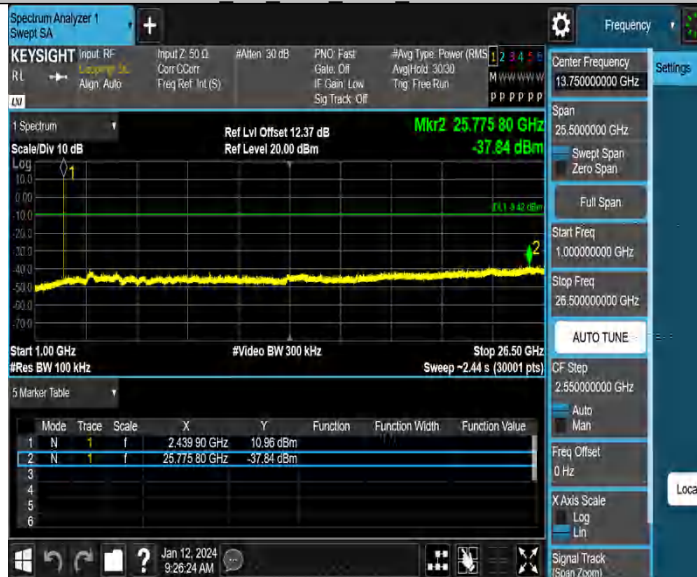 Spectrum Analyzer 1
Swept SA
+
Frequency
Settings
KEYSIGHT
RL
Input: RF
Align: Auto
Input Z: 50 Ω
Corr CCorr
Freq Ref: Int (S)
#Atten: 30 dB
PNO: Fast
Gate: Off
IF Gain: Low
Sig Track: Off
#Avg Type: Power (RMS)
Avg|Hold: 30/30
Trig: Free Run
1 2 3 4 5 6
M W W W W W
P P P P P P
LXI
1 Spectrum
Scale/Div 10 dB
Ref Lvl Offset 12.37 dB
Ref Level 20.00 dBm
Mkr2 25.775 80 GHz
-37.84 dBm
Log
10.0
0.00
-10.0
-20.0
-30.0
-40.0
-50.0
-60.0
-70.0
1
2
DL1 -9.42 dBm
Start 1.00 GHz
#Res BW 100 kHz
#Video BW 300 kHz
Stop 26.50 GHz
Sweep ~2.44 s (30001 pts)
5 Marker Table
Mode Trace Scale X Y Function Function Width Function Value
1 N 1 f 2.439 90 GHz 10.96 dBm
2 N 1 f 25.775 80 GHz -37.84 dBm
3
4
5
6
Center Frequency
13.750000000 GHz
Span
25.5000000 GHz
Swept Span
Zero Span
Full Span
Start Freq
1.000000000 GHz
Stop Freq
26.500000000 GHz
AUTO TUNE
CF Step
2.550000000 GHz
Auto
Man
Freq Offset
0 Hz
X Axis Scale
Log
Lin
Signal Track
(Span Zoom)
Loca
?
Jan 12, 2024
9:26:24 AM